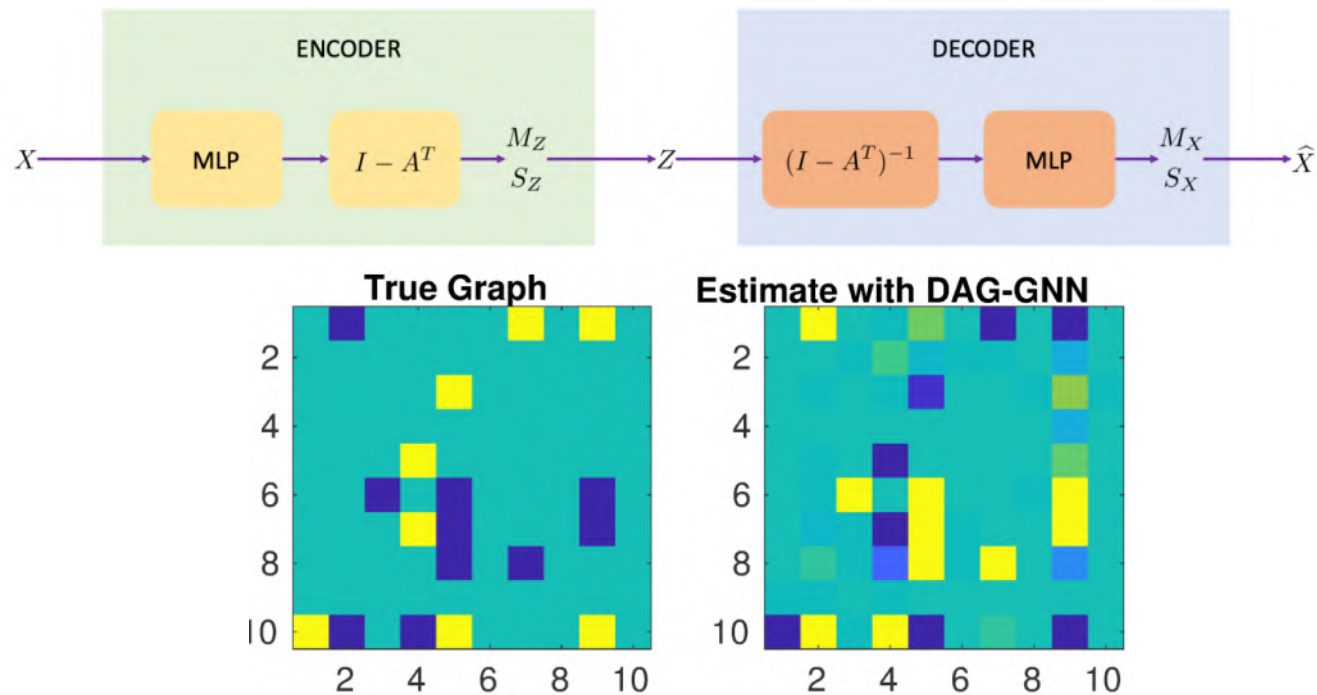 ENCODER
DECODER
X
MLP
I − A^T
M_Z
S_Z
Z
(I − A^T)^{-1}
MLP
M_X
S_X
\widehat{X}
True Graph
Estimate with DAG-GNN
2
4
6
8
10
2 4 6 8 10
2
4
6
8
10
2 4 6 8 10